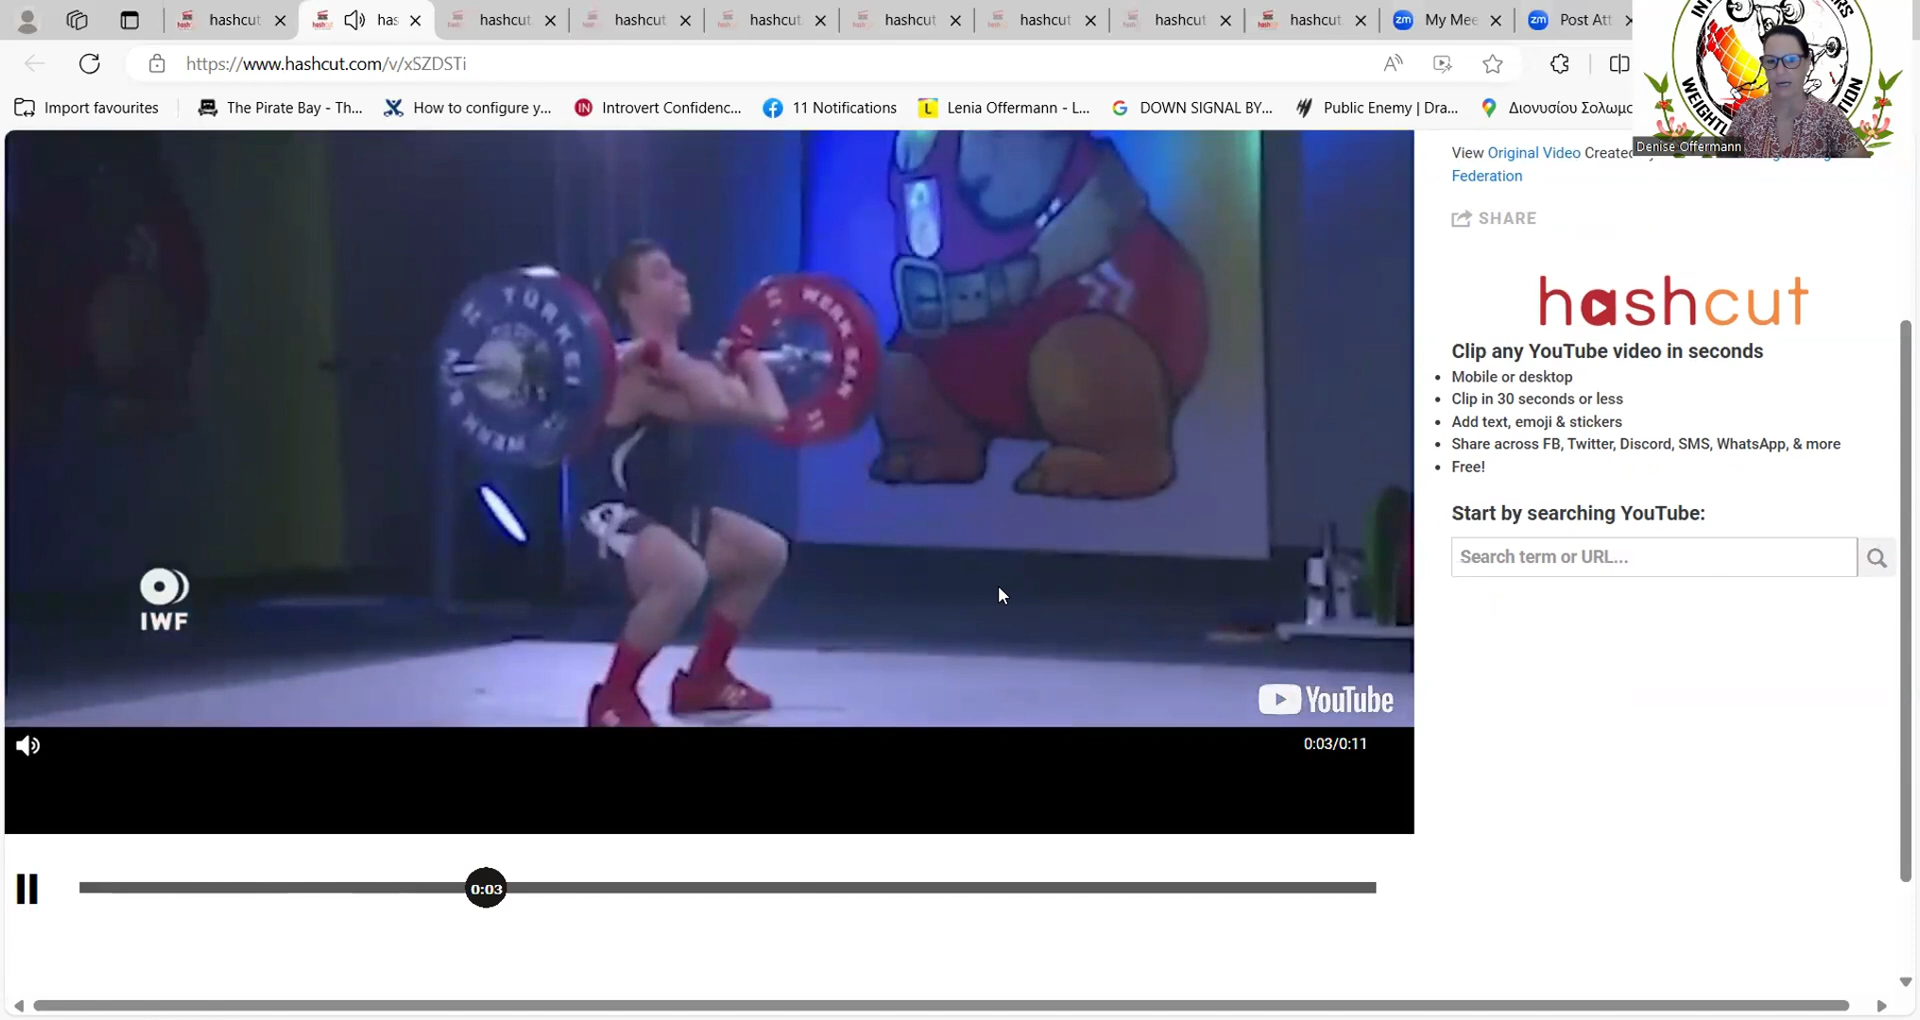 hashcut
has
hashcut
hashcut
hashcut
hashcut
hashcut
hashcut
hashcut
My Mee
Post Att
https://www.hashcut.com/v/xSZDSTi
Import favourites
The Pirate Bay - Th...
How to configure y...
Introvert Confidenc...
11 Notifications
Lenia Offermann - L...
DOWN SIGNAL BY...
Public Enemy | Dra...
Διονυσίου Σολωμο
Denise Offermann
View Original Video Created
Federation
SHARE
hashcut
Clip any YouTube video in seconds
Mobile or desktop
Clip in 30 seconds or less
Add text, emoji & stickers
Share across FB, Twitter, Discord, SMS, WhatsApp, & more
Free!
Start by searching YouTube:
Search term or URL...
IWF
YouTube
0:03/0:11
0:03